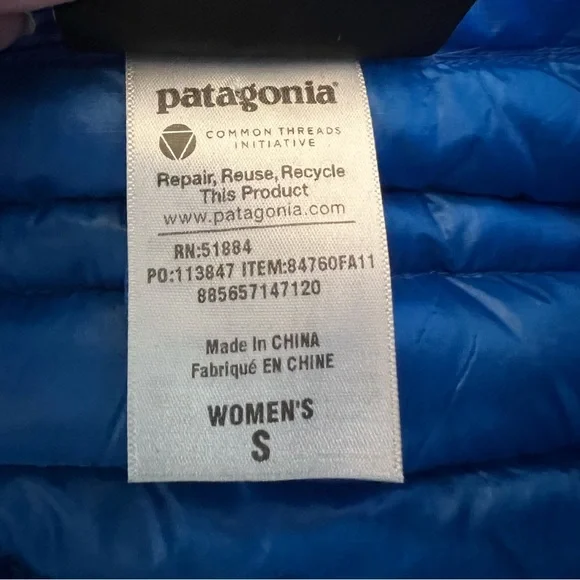 patagonia®
COMMON THREADS
INITIATIVE
Repair, Reuse, Recycle
This Product
www.patagonia.com
RN:51884
PO:113847 ITEM:84760FA11
885657147120
Made In CHINA
Fabriqué EN CHINE
WOMEN'S
S